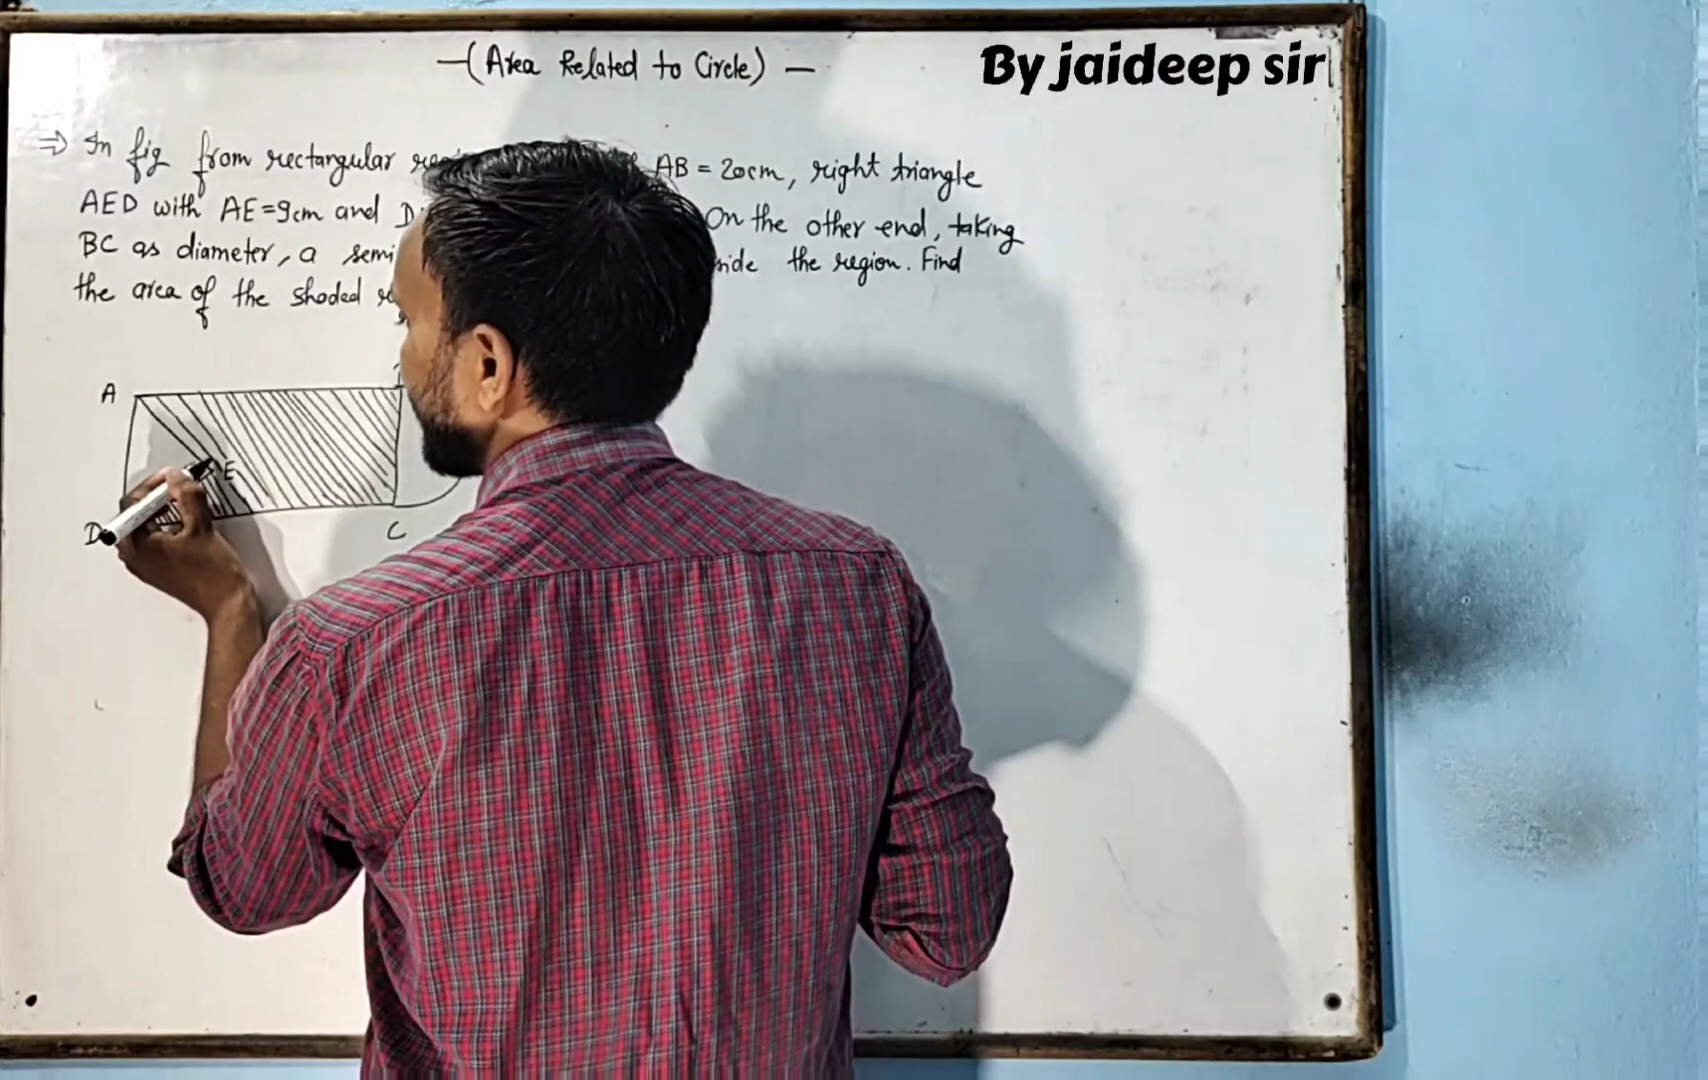 —(Area Related to Circle) —
By jaideep sir
⇒ In fig from rectangular AB = 20cm, right triangle
AED with AE=9cm and On the other end, taking
BC as diameter, a the region. Find
the area of the shoded
A
E
D
C